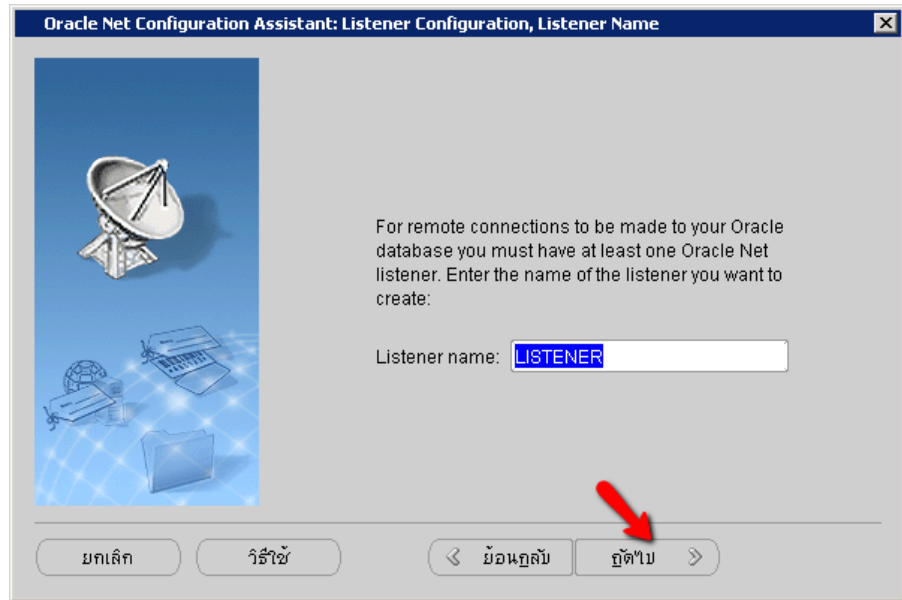 Oracle Net Configuration Assistant: Listener Configuration, Listener Name
For remote connections to be made to your Oracle
database you must have at least one Oracle Net
listener. Enter the name of the listener you want to
create:
Listener name: LISTENER
ยกเลิก วิธีใช้ ย้อนกลับ ถัดไป